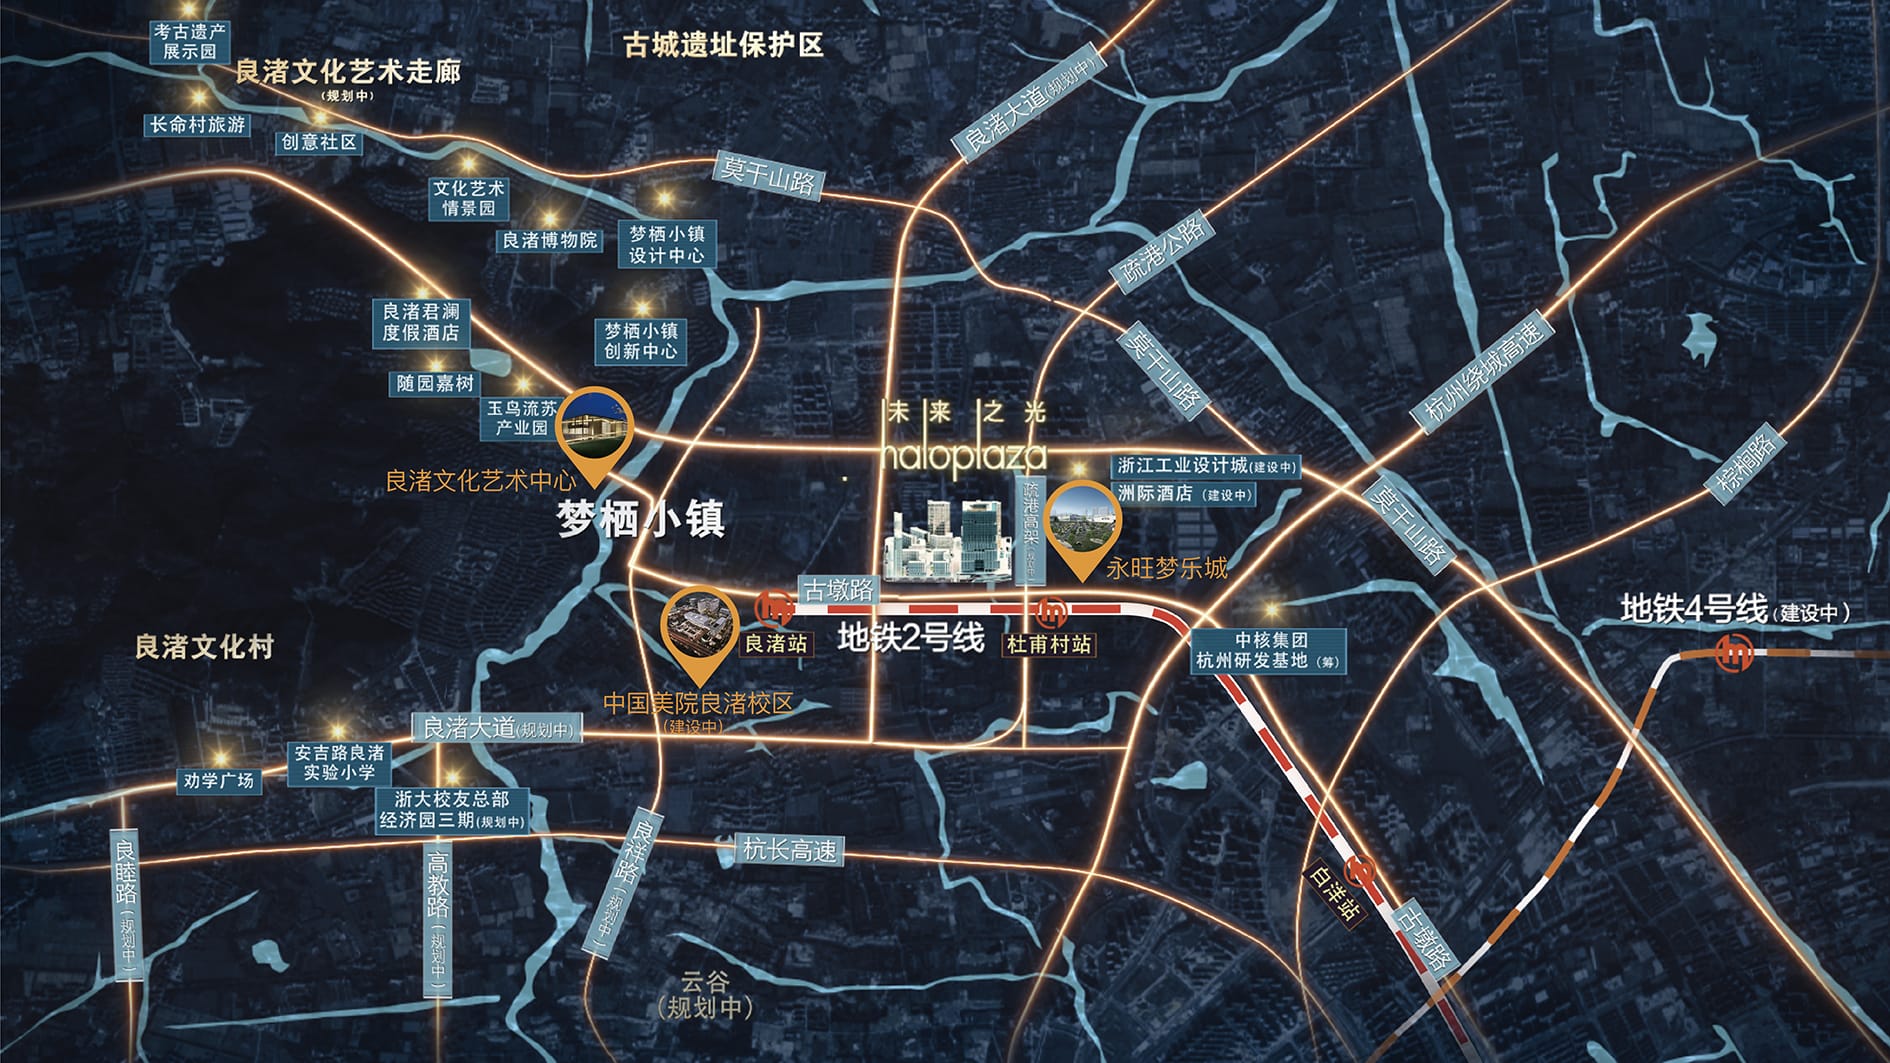 考古遗产
展示园
良渚文化艺术走廊
(规划中)
古城遗址保护区
长命村旅游
创意社区
良渚大道(规划中)
莫干山路
文化艺术
情景园
良渚博物院
梦栖小镇
设计中心
疏港公路
良渚君澜
度假酒店
梦栖小镇
创新中心
莫干山路
杭州绕城高速
随园嘉树
玉鸟流苏
产业园
未来之光
haloplaza
浙江工业设计城(建设中)
洲际酒店（建设中）
棕榈路
良渚文化艺术中心
梦栖小镇
疏港高架
莫干山路
永旺梦乐城
古墩路
良渚站
地铁2号线
杜甫村站
中核集团
杭州研发基地（筹）
地铁4号线(建设中)
良渚文化村
中国美院良渚校区
(建设中)
良渚大道(规划中)
安吉路良渚
实验小学
劝学广场
浙大校友总部
经济园三期(规划中)
良睦路(规划中)
高教路(规划中)
良祥路(规划中)
杭长高速
白洋站
古墩路
云谷
(规划中)